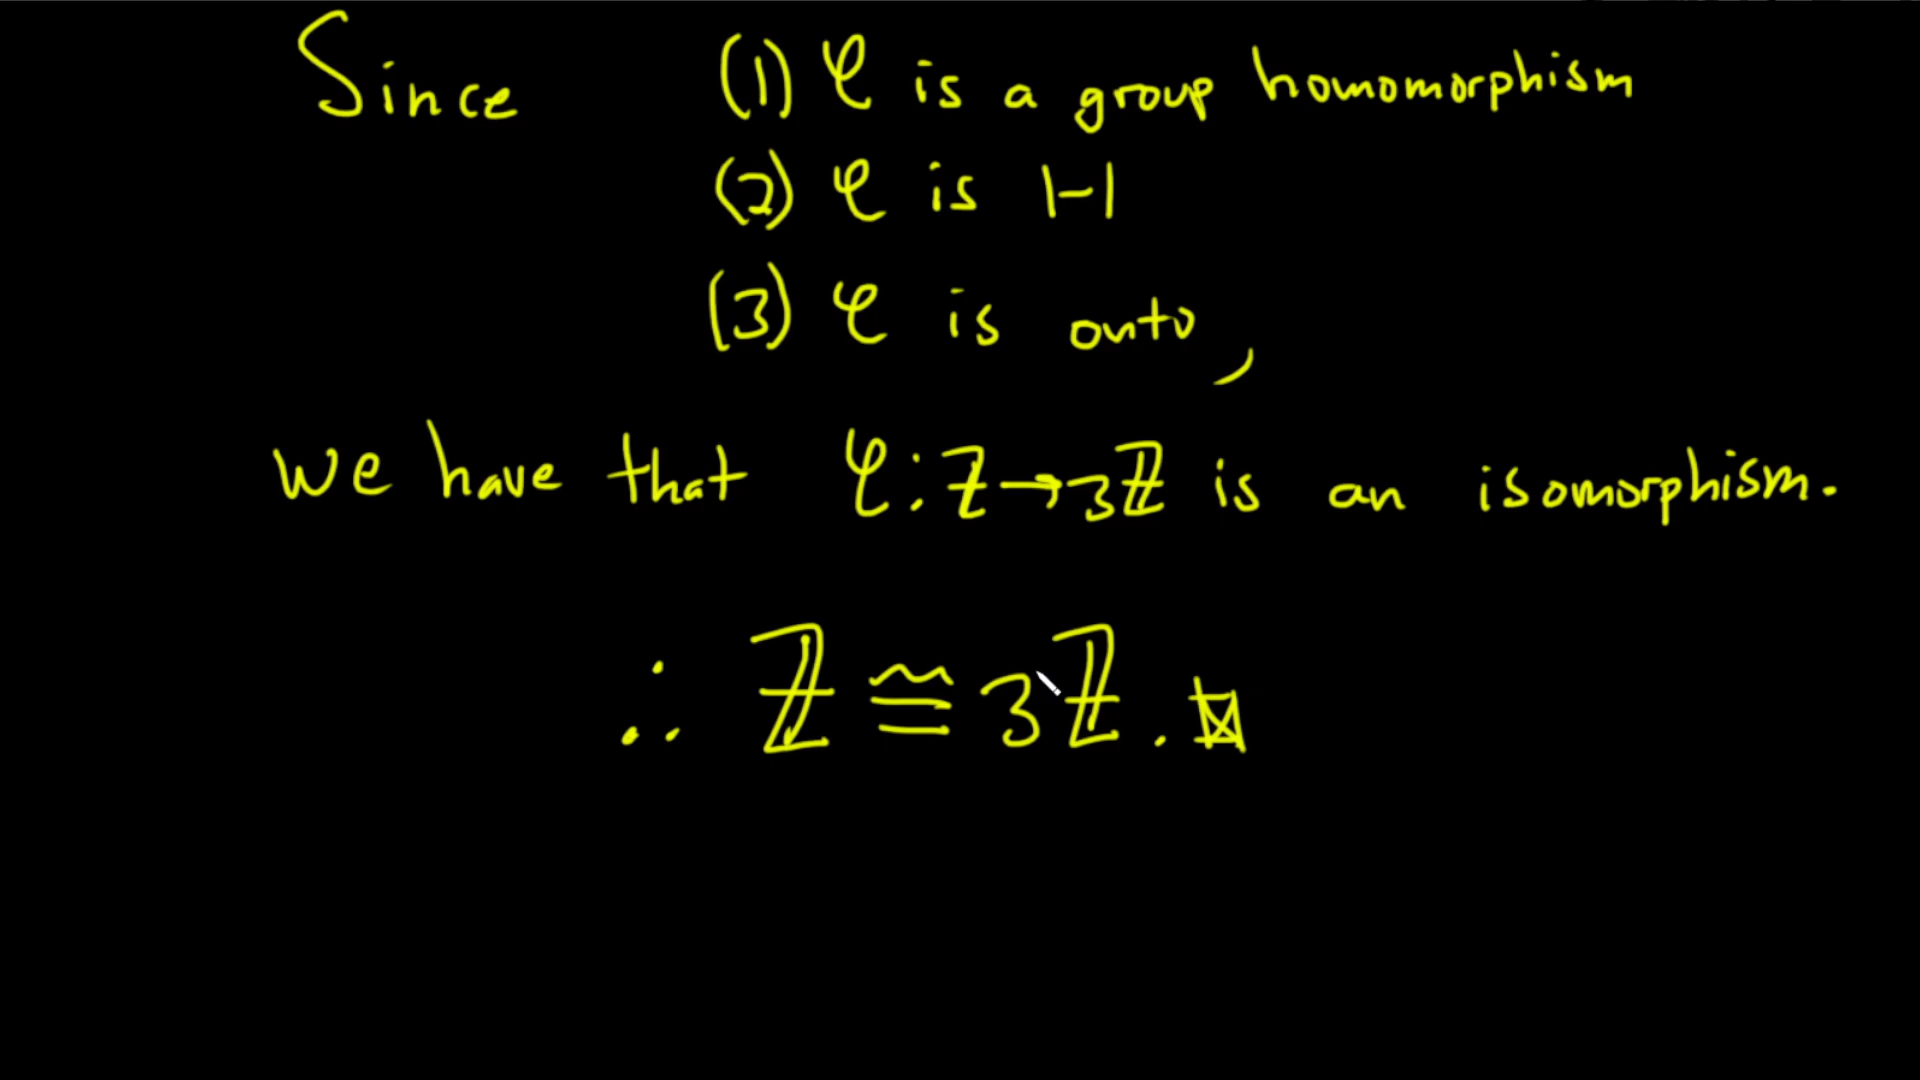 Since (1) φ is a group homomorphism
(2) φ is 1-1
(3) φ is onto,
we have that φ: ℤ → 3ℤ is an isomorphism.
∴ ℤ ≅ 3ℤ.